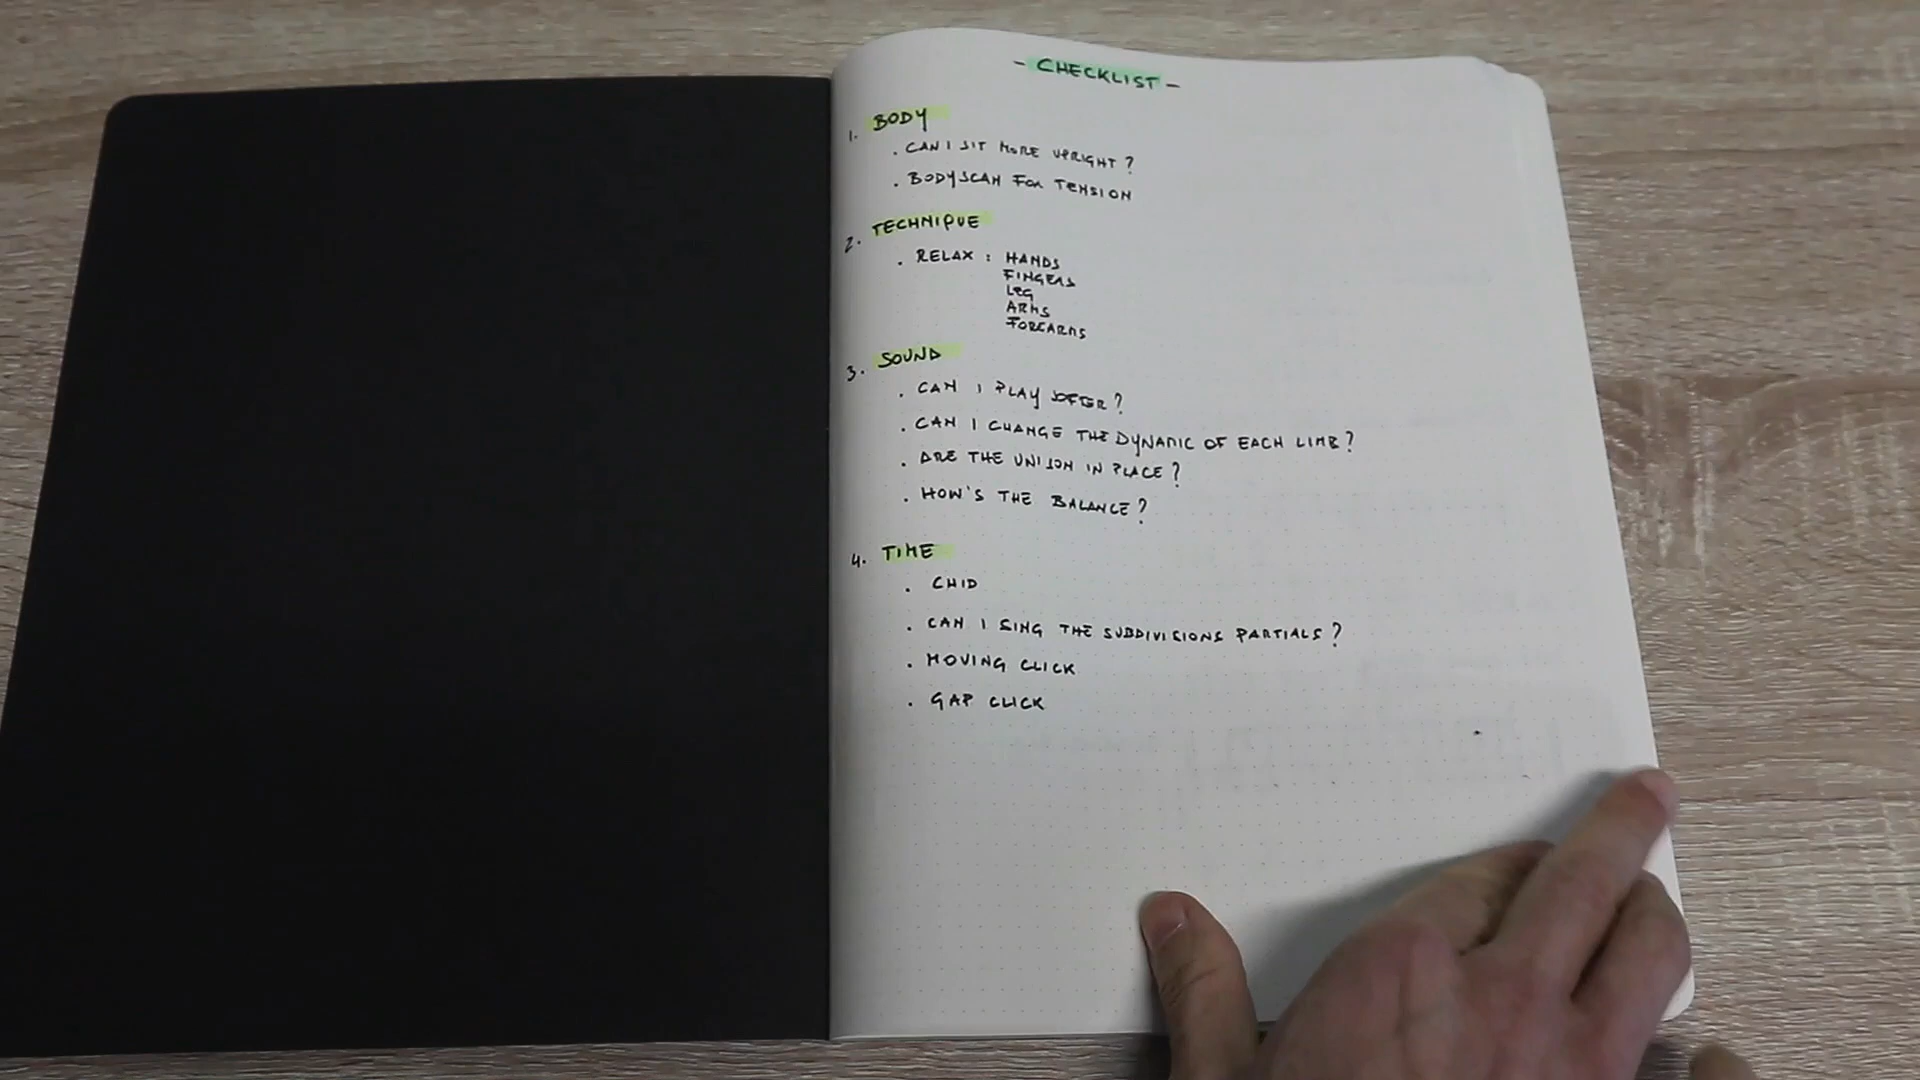 - CHECKLIST -
1. BODY
. CAN I SIT MORE UPRIGHT?
. BODYSCAN FOR TENSION
2. TECHNIQUE
. RELAX : HANDS
FINGERS
LEG
ARMS
FOREARMS
3. SOUND
. CAN I PLAY SOFTER?
. CAN I CHANGE THE DYNAMIC OF EACH LIMB?
. ARE THE UNISON IN PLACE?
. HOW'S THE BALANCE?
4. TIME
. CHID
. CAN I SING THE SUBDIVISIONS PARTIALS?
. MOVING CLICK
. GAP CLICK